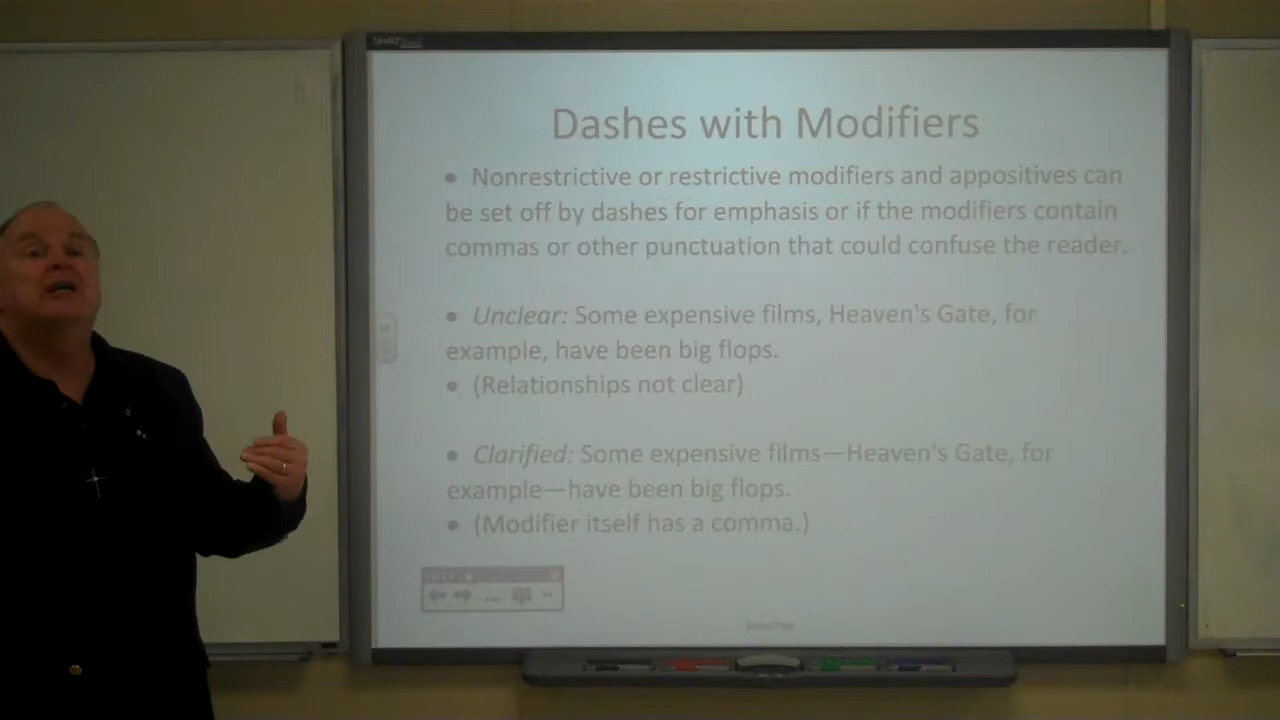 SMART
Dashes with Modifiers
• Nonrestrictive or restrictive modifiers and appositives can
be set off by dashes for emphasis or if the modifiers contain
commas or other punctuation that could confuse the reader.
• Unclear: Some expensive films, Heaven's Gate, for
example, have been big flops.
• (Relationships not clear)
• Clarified: Some expensive films—Heaven's Gate, for
example—have been big flops.
• (Modifier itself has a comma.)